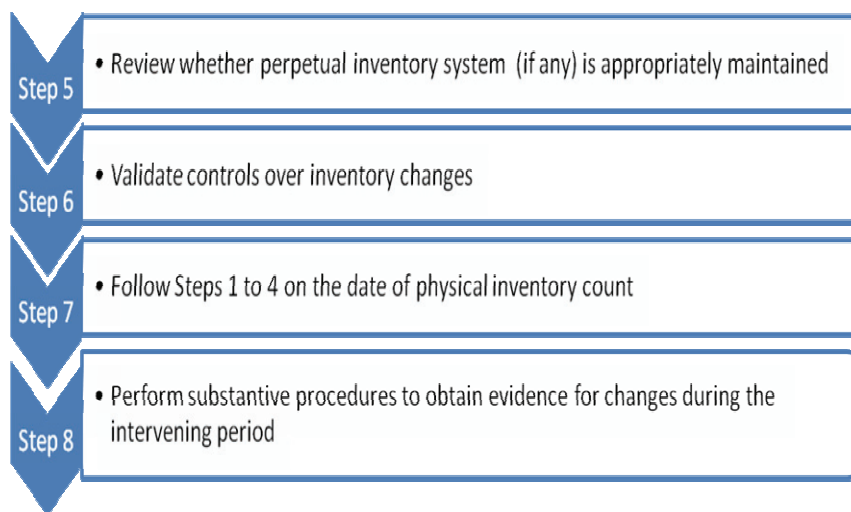 Step 5
• Review whether perpetual inventory system (if any) is appropriately maintained
Step 6
• Validate controls over inventory changes
Step 7
• Follow Steps 1 to 4 on the date of physical inventory count
Step 8
• Perform substantive procedures to obtain evidence for changes during the
intervening period